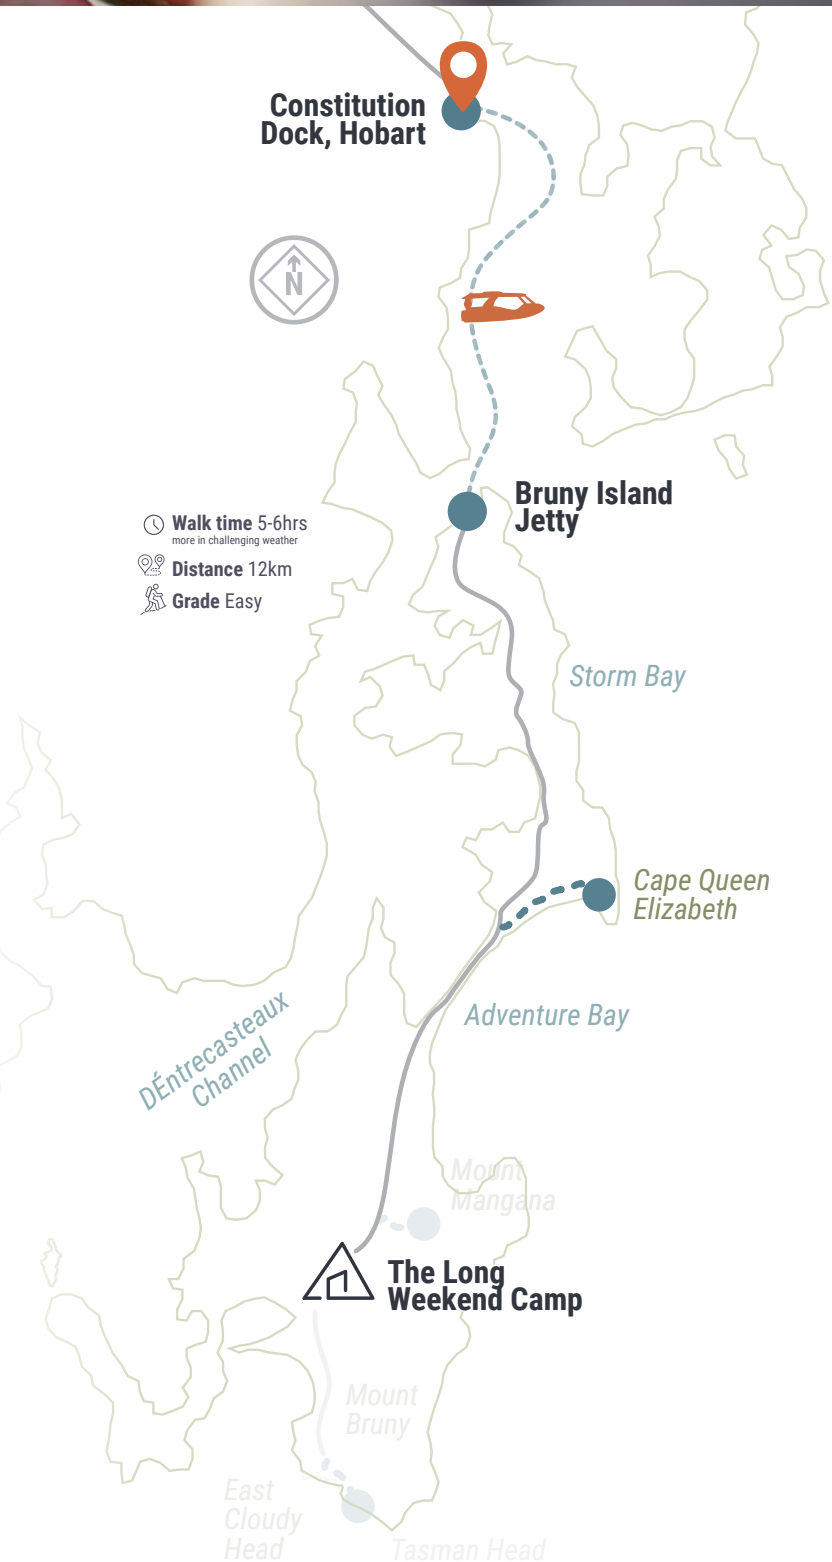 Constitution
Dock, Hobart
N
Bruny Island
Jetty
Walk time 5-6hrs
more in challenging weather
Distance 12km
Grade Easy
Storm Bay
Cape Queen
Elizabeth
Adventure Bay
DÉntrecasteaux
Channel
Mount
Mangana
The Long
Weekend Camp
Mount
Bruny
East
Cloudy
Head
Tasman Head